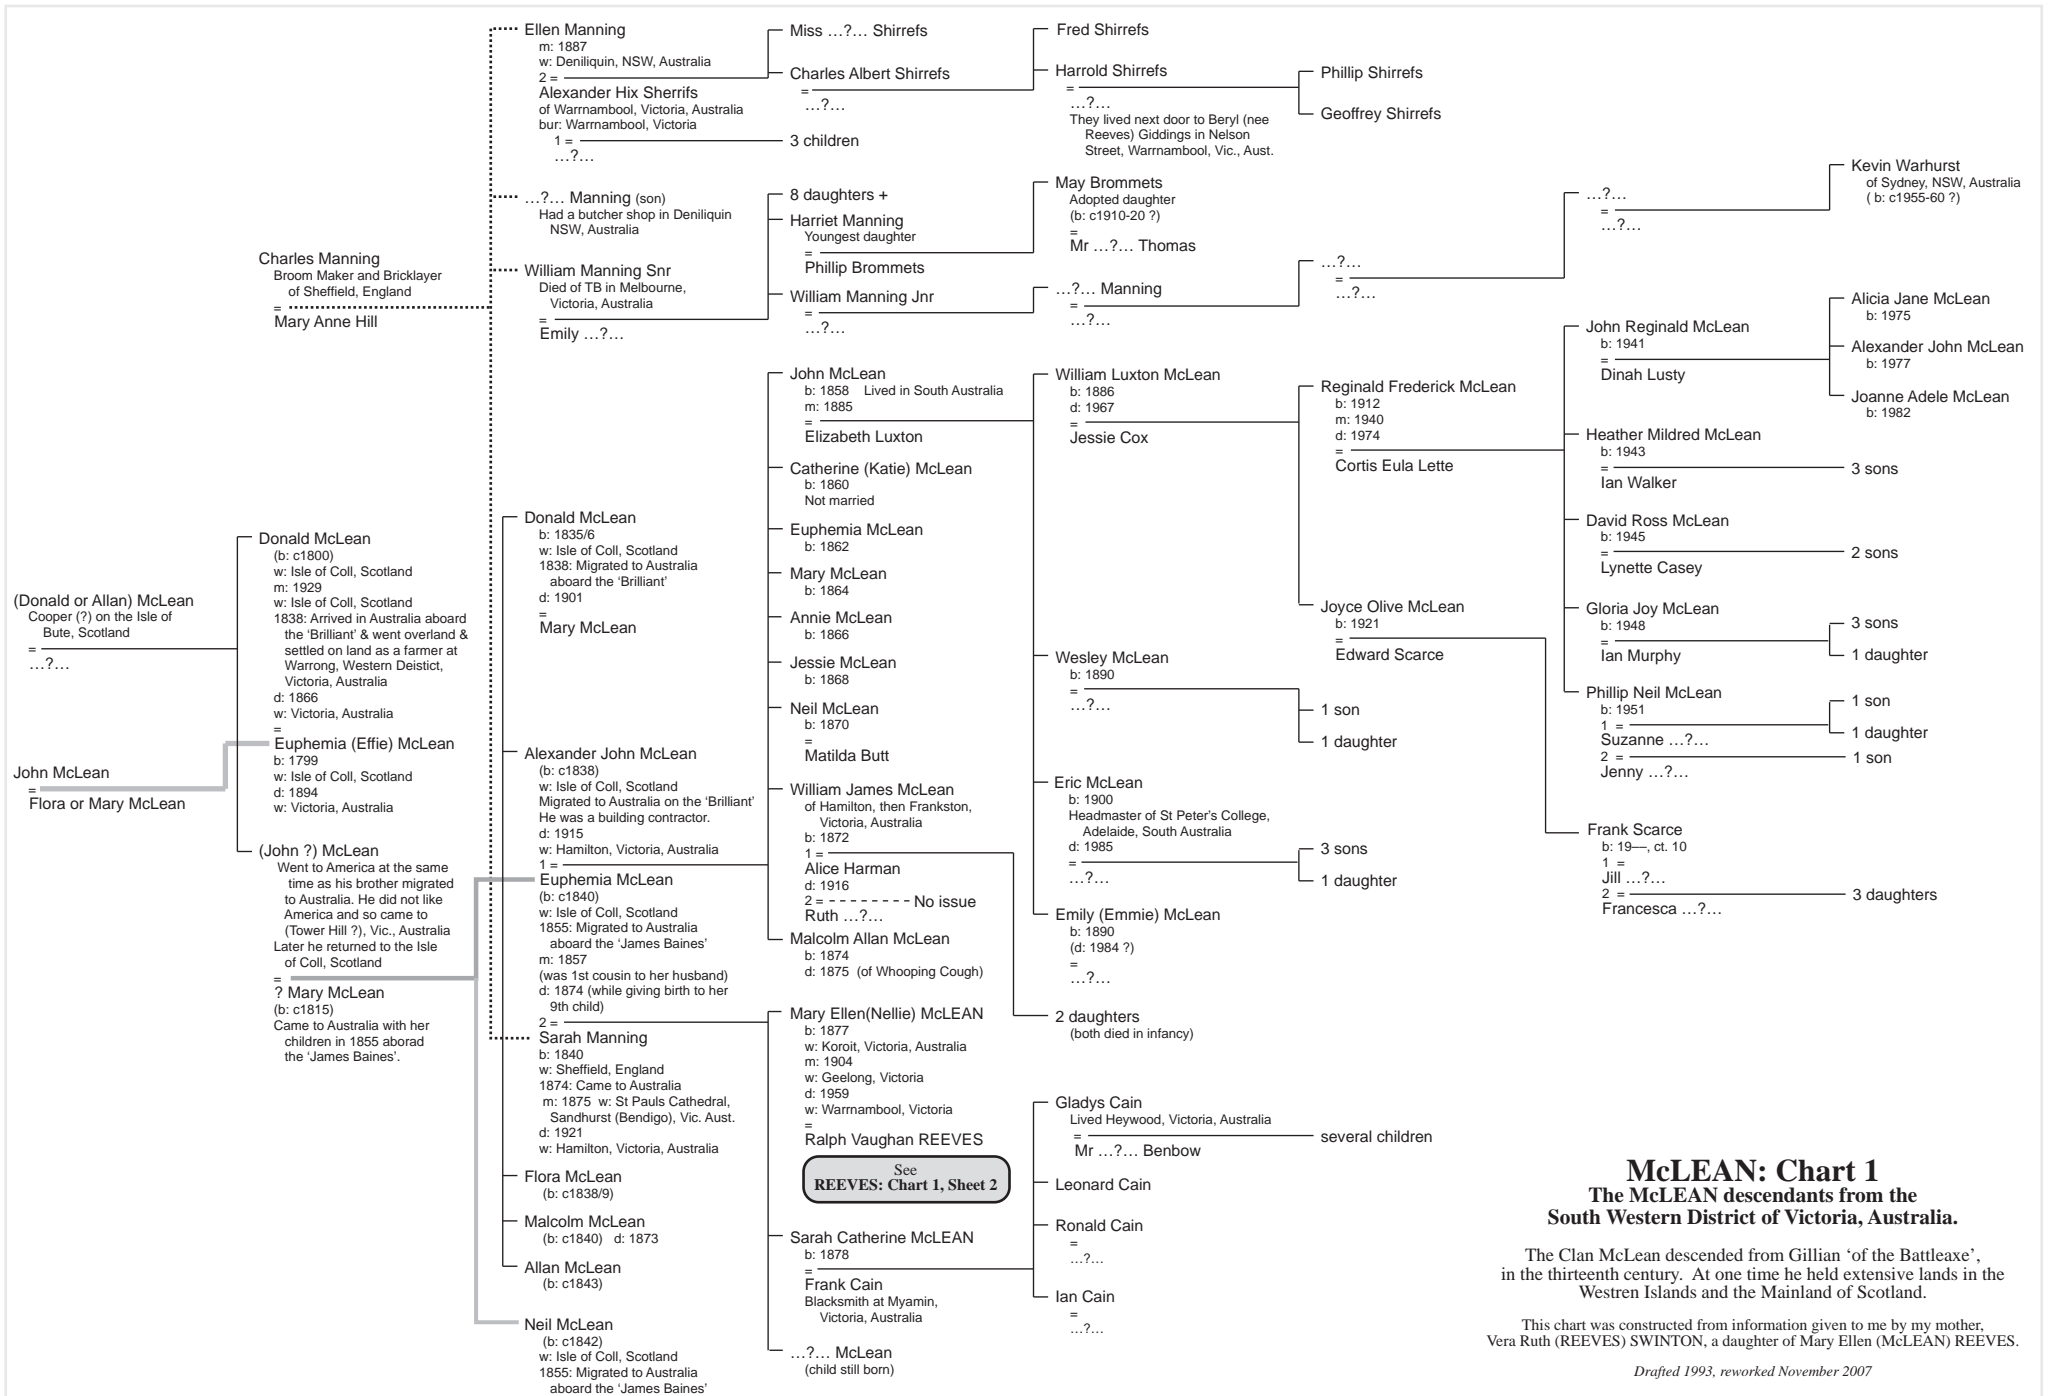 (Donald or Allan) McLean
Cooper (?) on the Isle of
Bute, Scotland
=
…?…
John McLean
=
Flora or Mary McLean
Charles Manning
Broom Maker and Bricklayer
of Sheffield, England
=
Mary Anne Hill
Donald McLean
(b: c1800)
w: Isle of Coll, Scotland
m: 1929
w: Isle of Coll, Scotland
1838: Arrived in Australia aboard
the ‘Brilliant’ & went overland &
settled on land as a farmer at
Warrong, Western Deistict,
Victoria, Australia
d: 1866
w: Victoria, Australia
=
Euphemia (Effie) McLean
b: 1799
w: Isle of Coll, Scotland
d: 1894
w: Victoria, Australia
(John ?) McLean
Went to America at the same
time as his brother migrated
to Australia. He did not like
America and so came to
(Tower Hill ?), Vic., Australia
Later he returned to the Isle
of Coll, Scotland
=
? Mary McLean
(b: c1815)
Came to Australia with her
children in 1855 aborad
the ‘James Baines’.
Ellen Manning
m: 1887
w: Deniliquin, NSW, Australia
2 =
Alexander Hix Sherrifs
of Warrnambool, Victoria, Australia
bur: Warrnambool, Victoria
1 =
…?…
…?… Manning (son)
Had a butcher shop in Deniliquin
NSW, Australia
William Manning Snr
Died of TB in Melbourne,
Victoria, Australia
=
Emily …?…
Donald McLean
b: 1835/6
w: Isle of Coll, Scotland
1838: Migrated to Australia
aboard the ‘Brilliant’
d: 1901
=
Mary McLean
Alexander John McLean
(b: c1838)
w: Isle of Coll, Scotland
Migrated to Australia on the ‘Brilliant’
He was a building contractor.
d: 1915
w: Hamilton, Victoria, Australia
1 =
Euphemia McLean
(b: c1840)
w: Isle of Coll, Scotland
1855: Migrated to Australia
aboard the ‘James Baines’
m: 1857
(was 1st cousin to her husband)
d: 1874 (while giving birth to her
9th child)
2 =
Sarah Manning
b: 1840
w: Sheffield, England
1874: Came to Australia
m: 1875 w: St Pauls Cathedral,
Sandhurst (Bendigo), Vic. Aust.
d: 1921
w: Hamilton, Victoria, Australia
Flora McLean
(b: c1838/9)
Malcolm McLean
(b: c1840) d: 1873
Allan McLean
(b: c1843)
Neil McLean
(b: c1842)
w: Isle of Coll, Scotland
1855: Migrated to Australia
aboard the ‘James Baines’
Miss …?… Shirrefs
Charles Albert Shirrefs
=
…?…
3 children
8 daughters +
Harriet Manning
Youngest daughter
=
Phillip Brommets
William Manning Jnr
=
…?…
John McLean
b: 1858 Lived in South Australia
m: 1885
=
Elizabeth Luxton
Catherine (Katie) McLean
b: 1860
Not married
Euphemia McLean
b: 1862
Mary McLean
b: 1864
Annie McLean
b: 1866
Jessie McLean
b: 1868
Neil McLean
b: 1870
=
Matilda Butt
William James McLean
of Hamilton, then Frankston,
Victoria, Australia
b: 1872
1 =
Alice Harman
d: 1916
2 = No issue
Ruth …?…
Malcolm Allan McLean
b: 1874
d: 1875 (of Whooping Cough)
Mary Ellen(Nellie) McLEAN
b: 1877
w: Koroit, Victoria, Australia
m: 1904
w: Geelong, Victoria
d: 1959
w: Warrnambool, Victoria
=
Ralph Vaughan REEVES
See
REEVES: Chart 1, Sheet 2
Sarah Catherine McLEAN
b: 1878
=
Frank Cain
Blacksmith at Myamin,
Victoria, Australia
…?… McLean
(child still born)
Fred Shirrefs
Harrold Shirrefs
=
…?…
They lived next door to Beryl (nee
Reeves) Giddings in Nelson
Street, Warrnambool, Vic., Aust.
May Brommets
Adopted daughter
(b: c1910-20 ?)
=
Mr …?… Thomas
…?… Manning
=
…?…
William Luxton McLean
b: 1886
d: 1967
=
Jessie Cox
Wesley McLean
b: 1890
=
…?…
Eric McLean
b: 1900
Headmaster of St Peter’s College,
Adelaide, South Australia
d: 1985
=
…?…
Emily (Emmie) McLean
b: 1890
(d: 1984 ?)
=
…?…
2 daughters
(both died in infancy)
Gladys Cain
Lived Heywood, Victoria, Australia
=
Mr …?… Benbow
Leonard Cain
Ronald Cain
=
…?…
Ian Cain
=
…?…
Phillip Shirrefs
Geoffrey Shirrefs
…?…
=
…?…
Reginald Frederick McLean
b: 1912
m: 1940
d: 1974
=
Cortis Eula Lette
Joyce Olive McLean
b: 1921
=
Edward Scarce
1 son
1 daughter
3 sons
1 daughter
several children
…?…
=
…?…
John Reginald McLean
b: 1941
=
Dinah Lusty
Heather Mildred McLean
b: 1943
=
Ian Walker
David Ross McLean
b: 1945
=
Lynette Casey
Gloria Joy McLean
b: 1948
=
Ian Murphy
Phillip Neil McLean
b: 1951
1 =
Suzanne …?…
2 =
Jenny …?…
Frank Scarce
b: 19––, ct. 10
1 =
Jill …?…
2 =
Francesca …?…
Kevin Warhurst
of Sydney, NSW, Australia
( b: c1955-60 ?)
Alicia Jane McLean
b: 1975
Alexander John McLean
b: 1977
Joanne Adele McLean
b: 1982
3 sons
2 sons
3 sons
1 daughter
1 son
1 daughter
1 son
3 daughters
McLEAN: Chart 1
The McLEAN descendants from the
South Western District of Victoria, Australia.
The Clan McLean descended from Gillian ‘of the Battleaxe’,
in the thirteenth century. At one time he held extensive lands in the
Westren Islands and the Mainland of Scotland.
This chart was constructed from information given to me by my mother,
Vera Ruth (REEVES) SWINTON, a daughter of Mary Ellen (McLEAN) REEVES.
Drafted 1993, reworked November 2007